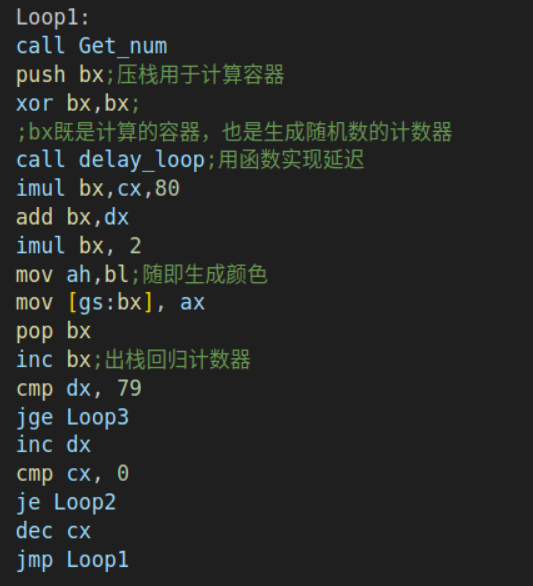 Loop1:
call Get_num
push bx;压栈用于计算容器
xor bx,bx;
;bx既是计算的容器，也是生成随机数的计数器
call delay_loop;用函数实现延迟
imul bx,cx,80
add bx,dx
imul bx, 2
mov ah,bl;随即生成颜色
mov [gs:bx], ax
pop bx
inc bx;出栈回归计数器
cmp dx, 79
jge Loop3
inc dx
cmp cx, 0
je Loop2
dec cx
jmp Loop1